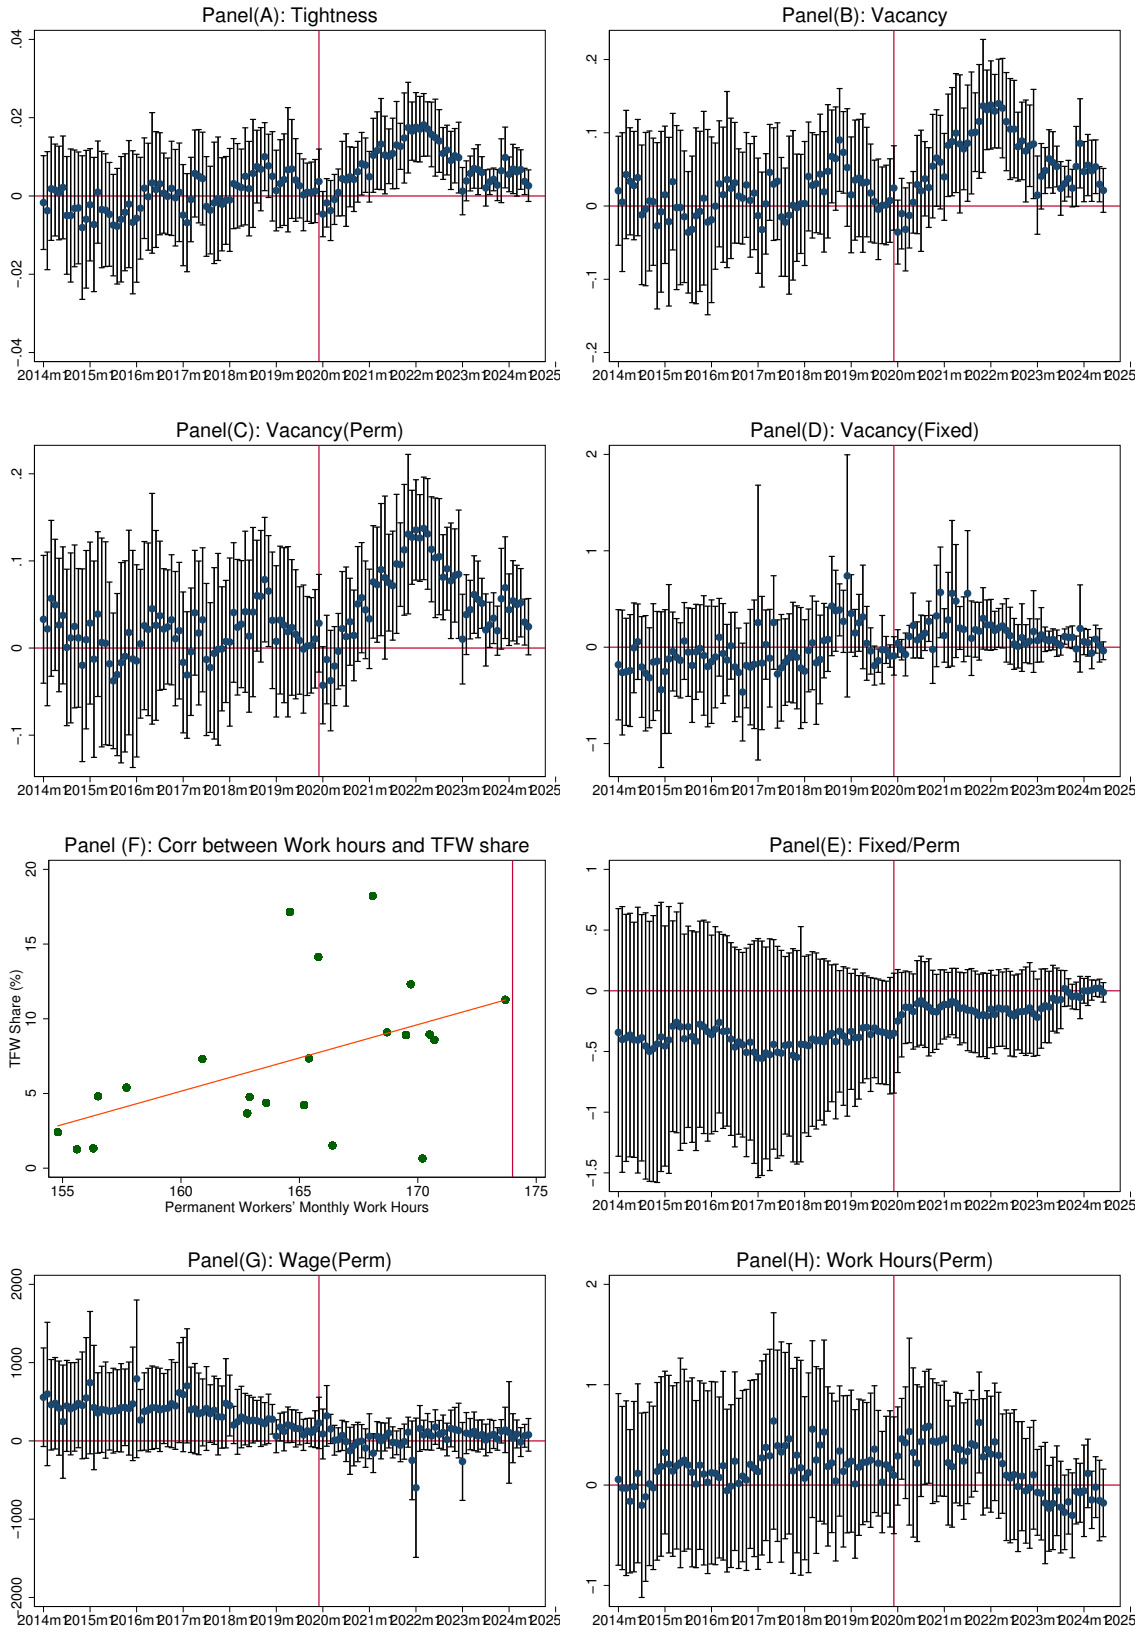 Panel(A): Tightness
.04
.02
0
-.02
-.04
2014m1 2015m1 2016m1 2017m1 2018m1 2019m1 2020m1 2021m1 2022m1 2023m1 2024m1 2025
Panel(B): Vacancy
.2
.1
0
-.1
-.2
2014m1 2015m1 2016m1 2017m1 2018m1 2019m1 2020m1 2021m1 2022m1 2023m1 2024m1 2025
Panel(C): Vacancy(Perm)
.2
.1
0
-.1
2014m1 2015m1 2016m1 2017m1 2018m1 2019m1 2020m1 2021m1 2022m1 2023m1 2024m1 2025
Panel(D): Vacancy(Fixed)
.2
.1
0
-.1
2014m1 2015m1 2016m1 2017m1 2018m1 2019m1 2020m1 2021m1 2022m1 2023m1 2024m1 2025
Panel (F): Corr between Work hours and TFW share
TFW Share (%)
20
15
10
5
0
155 160 165 170 175
Permanent Workers' Monthly Work Hours
Panel(E): Fixed/Perm
1
.5
0
-.5
-1
-1.5
2014m1 2015m1 2016m1 2017m1 2018m1 2019m1 2020m1 2021m1 2022m1 2023m1 2024m1 2025
Panel(G): Wage(Perm)
2000
1000
0
-1000
-2000
2014m1 2015m1 2016m1 2017m1 2018m1 2019m1 2020m1 2021m1 2022m1 2023m1 2024m1 2025
Panel(H): Work Hours(Perm)
2
1
0
-1
2014m1 2015m1 2016m1 2017m1 2018m1 2019m1 2020m1 2021m1 2022m1 2023m1 2024m1 2025